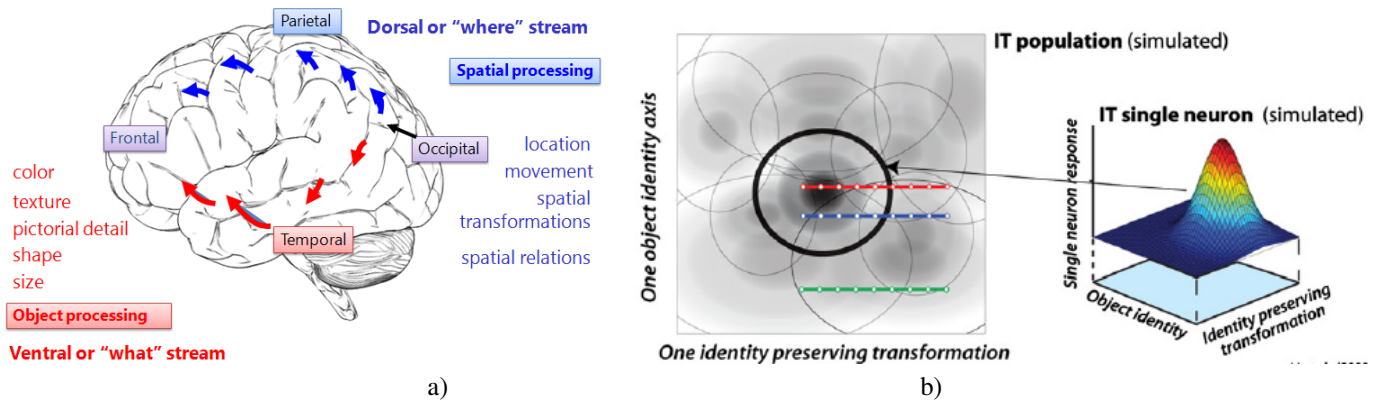 Parietal
Dorsal or “where” stream
Spatial processing
Frontal
Occipital
location
movement
spatial
transformations
spatial relations
color
texture
pictorial detail
shape
size
Temporal
Object processing
Ventral or “what” stream
a)
IT population (simulated)
One object identity axis
One identity preserving transformation
IT single neuron (simulated)
Single neuron response
Object identity
Identity preserving
transformation
b)